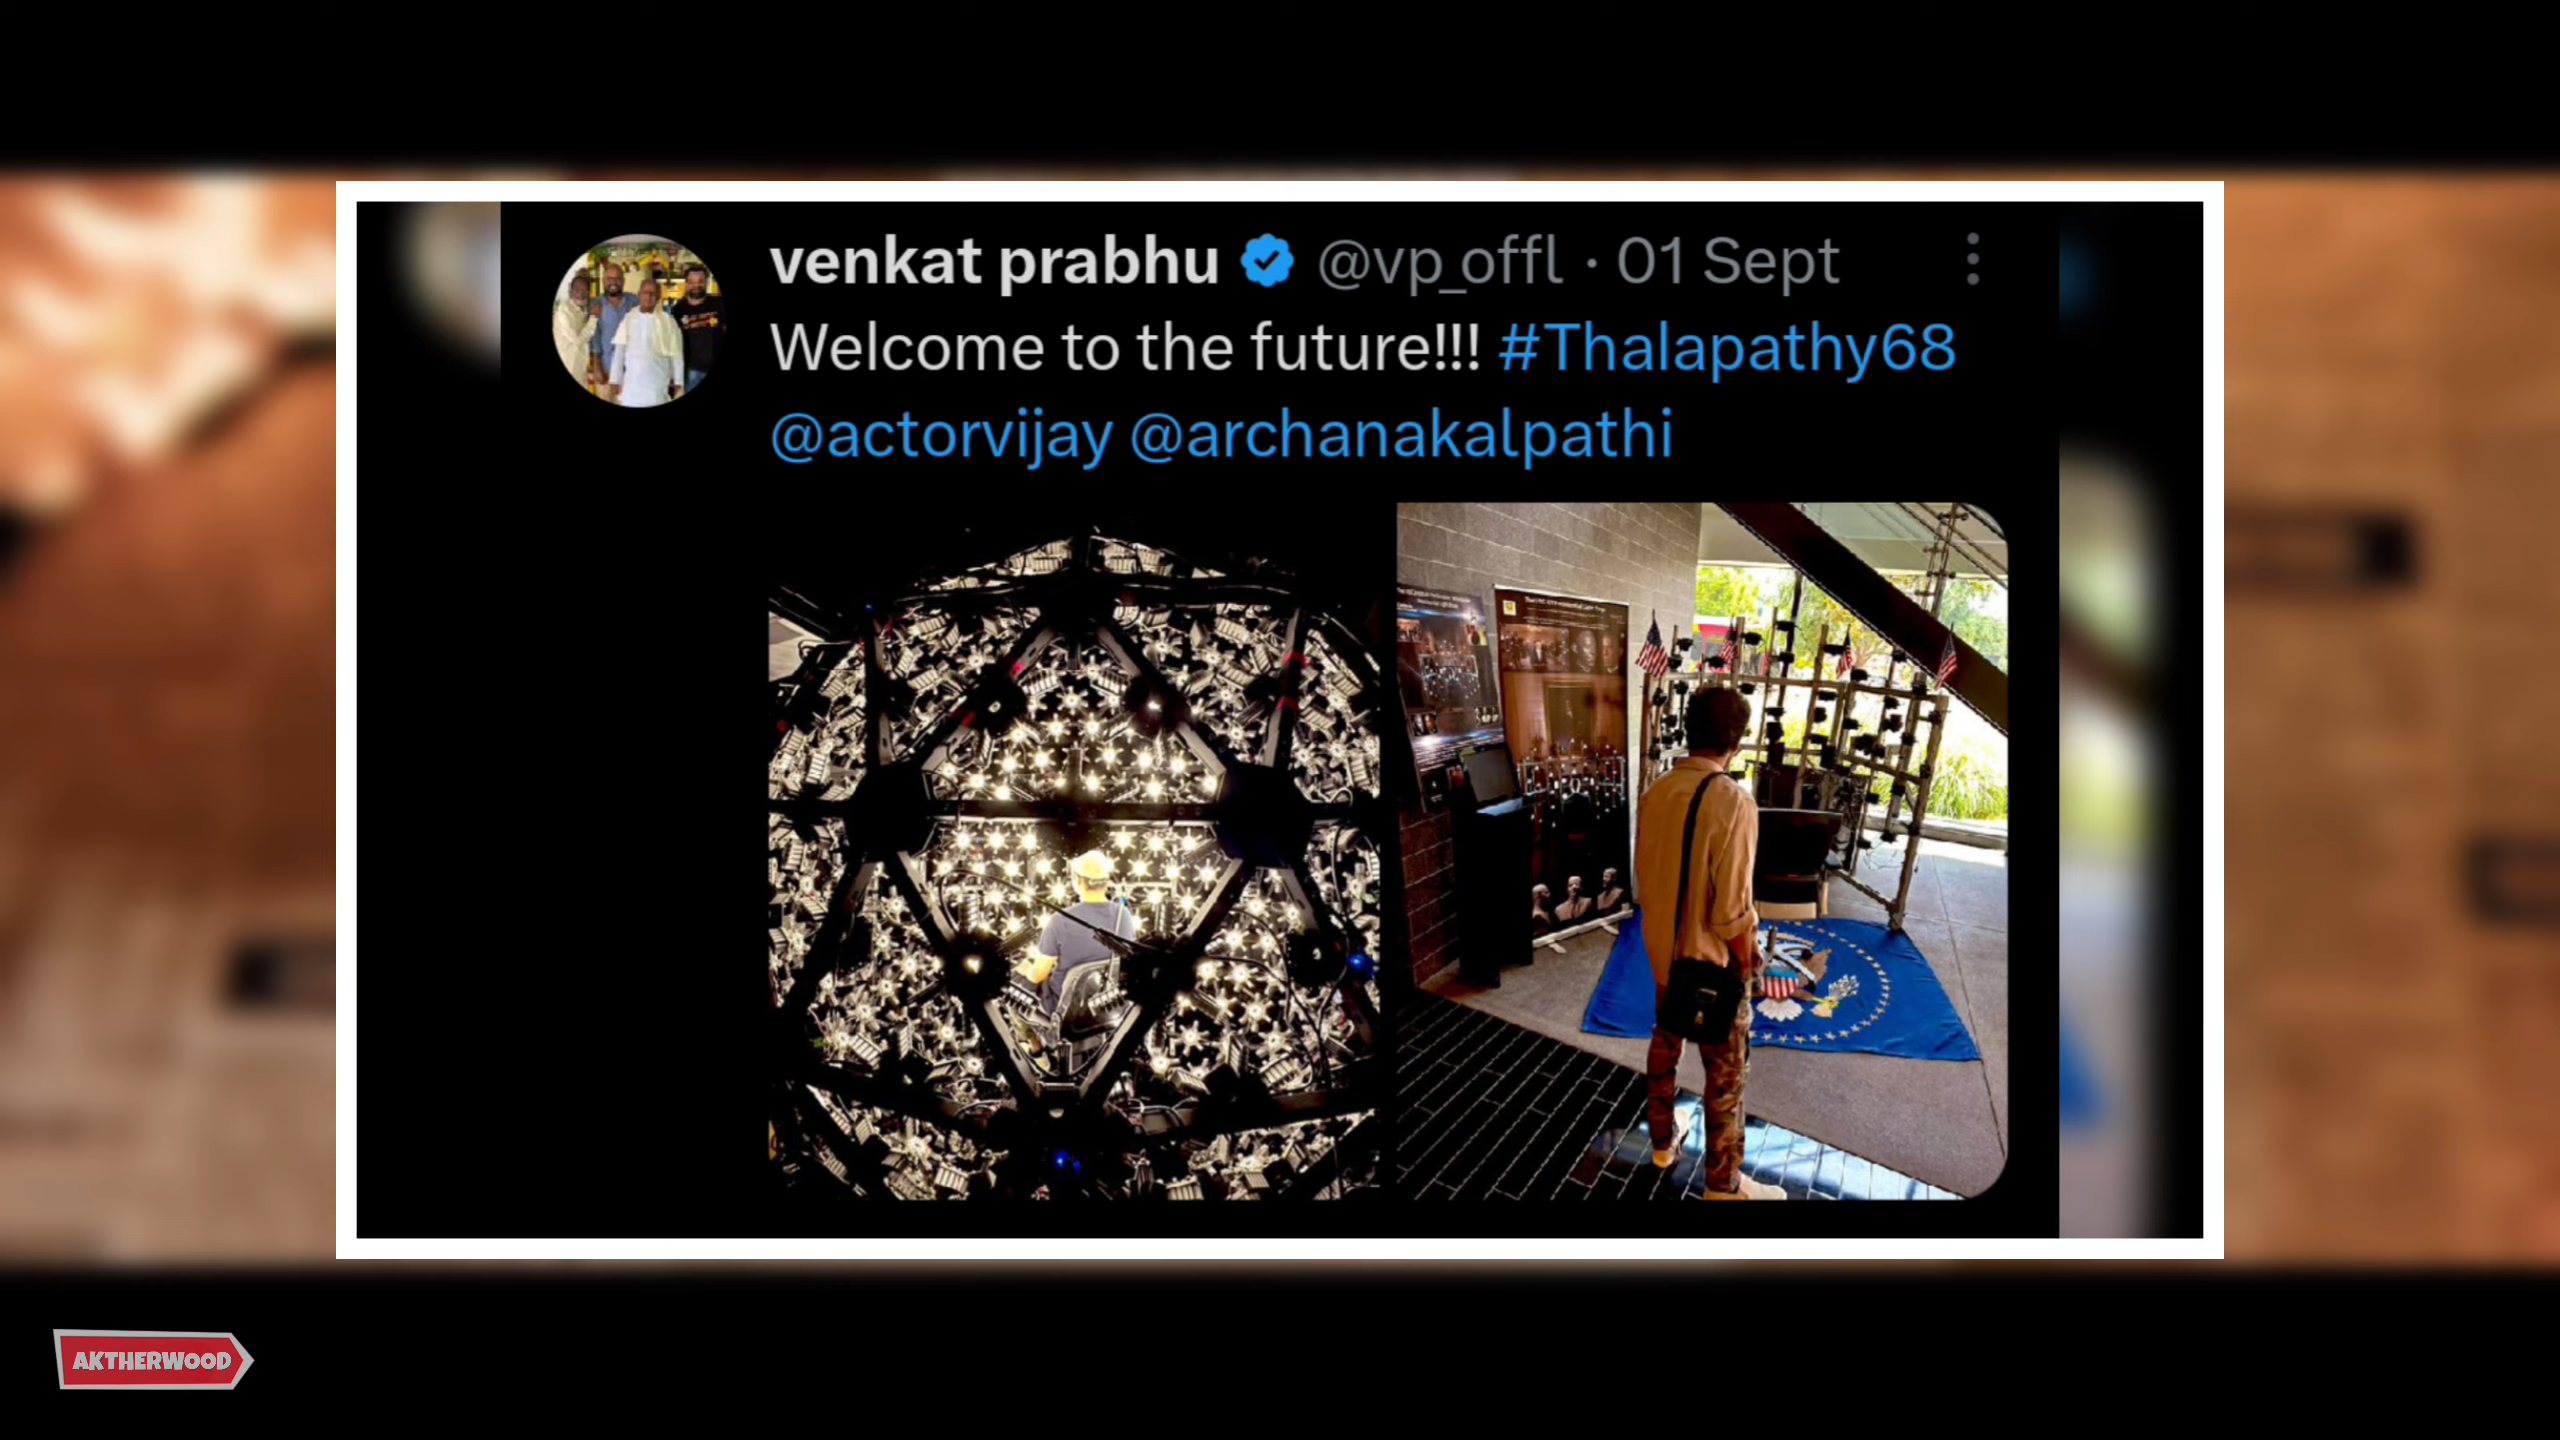 venkat prabhu @vp_offl · 01 Sept
Welcome to the future!!! #Thalapathy68
@actorvijay @archanakalpathi
AKTHERWOOD